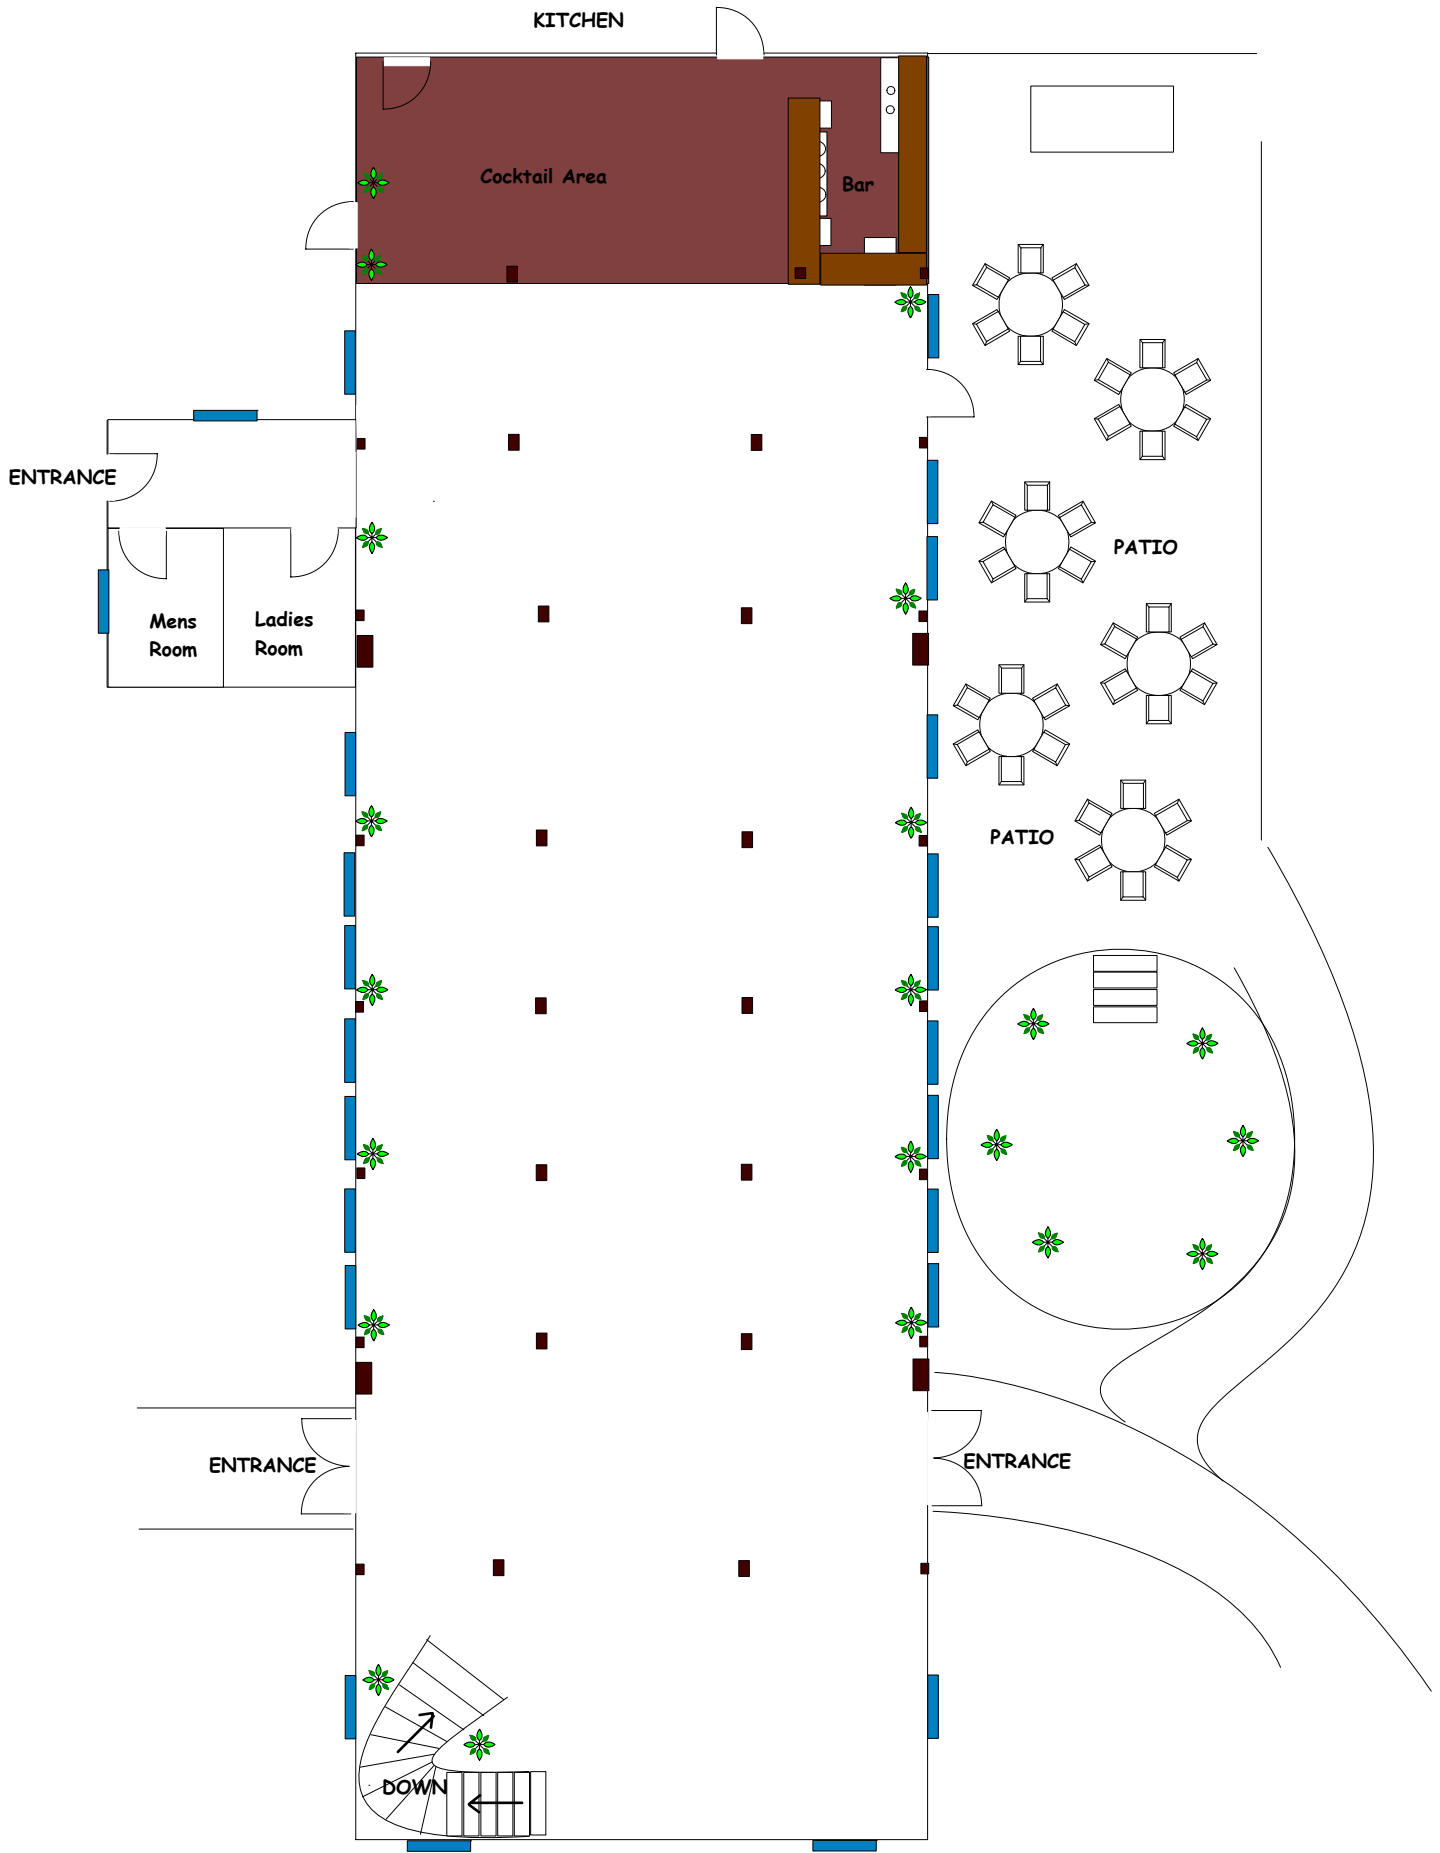 KITCHEN
Cocktail Area
Bar
ENTRANCE
PATIO
Mens
Room
Ladies
Room
PATIO
ENTRANCE
ENTRANCE
DOWN